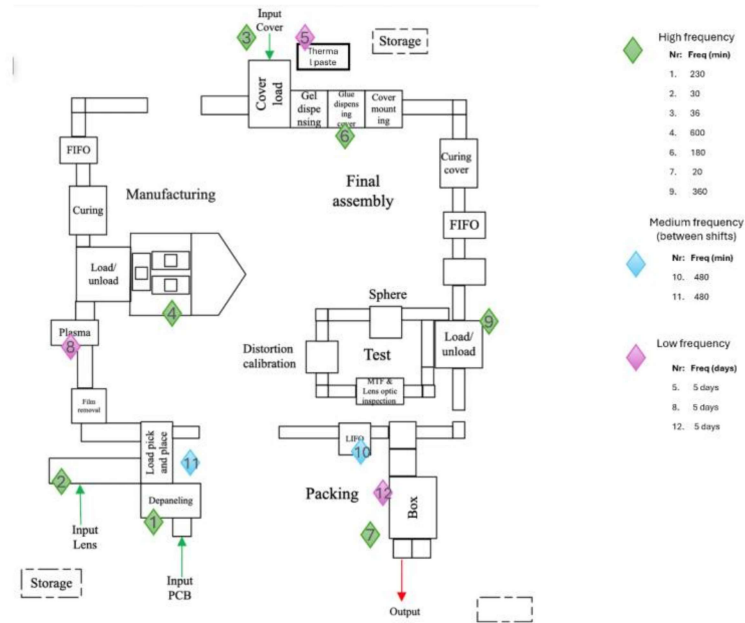 Input
Cover
3
5
Therma
l paste
Storage
Cover
load
Gel
dispe
nsing
Glue
dispens
ing
cover
Cover
mount
ing
6
FIFO
Curing
Manufacturing
Load/
unload
4
Plasma
8
Film
removal
Load pick
and place
11
2
Depaneling
1
Input
Lens
Input
PCB
Storage
Final
assembly
Curing
cover
FIFO
Sphere
9
Load/
unload
Distortion
calibration
Test
MTF &
Lens optic
inspection
LIFO
10
Packing
12
Box
7
Output
High frequency
Nr: Freq (min)
1. 230
2. 30
3. 36
4. 600
6. 180
7. 20
9. 360
Medium frequency
(between shifts)
Nr: Freq (min)
10. 480
11. 480
Low frequency
Nr: Freq (days)
5. 5 days
8. 5 days
12. 5 days